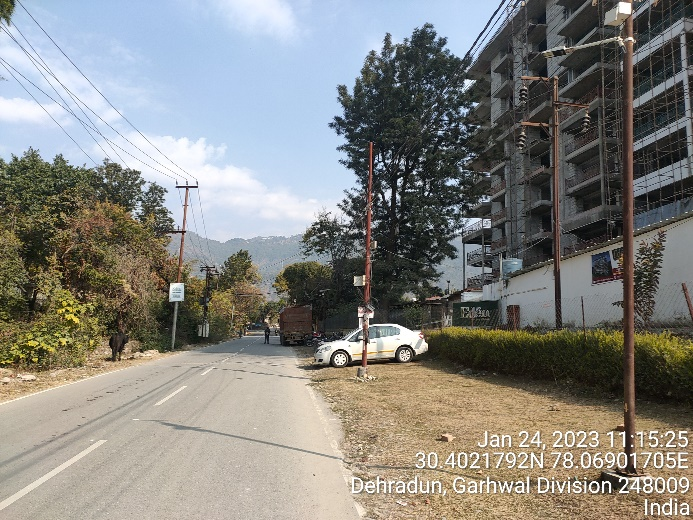 Jan 24, 2023 11:15:25
30.4021792N 78.06901705E
Dehradun, Garhwal Division 248009
India